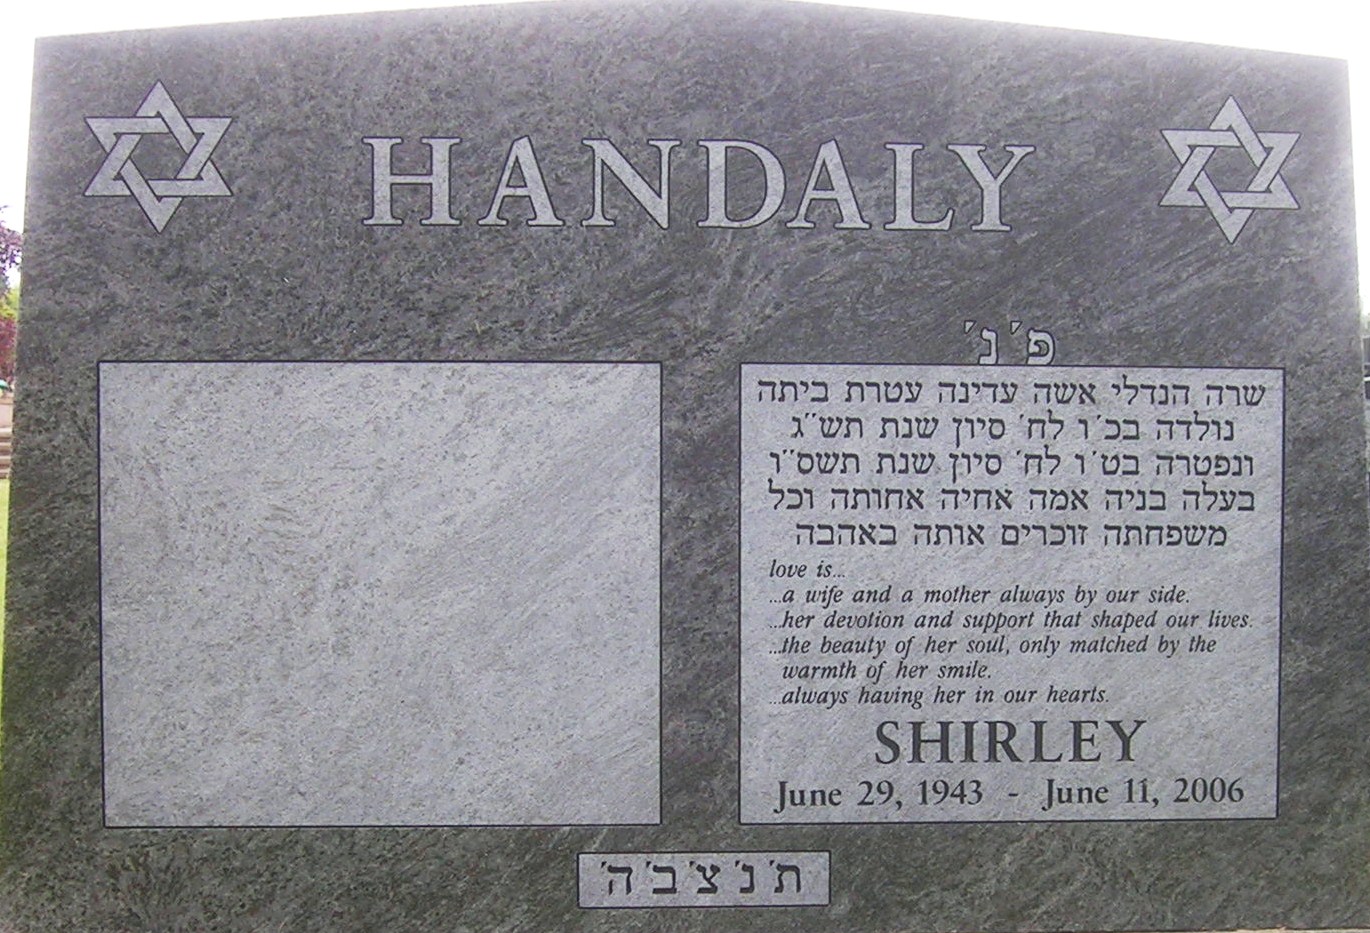 HANDALY
פ׳נ׳
שרה הנדלי אשה עדינה עטרת ביתה
נולדה בכ׳ו לח׳ סיון שנת תש״ג
ונפטרה בט׳ו לח׳ סיון שנת תשס״ו
בעלה בניה אמה אחיה אחותה וכל
משפחתה זוכרים אותה באהבה
love is...
...a wife and a mother always by our side.
...her devotion and support that shaped our lives.
...the beauty of her soul, only matched by the
warmth of her smile.
...always having her in our hearts.
SHIRLEY
June 29, 1943 - June 11, 2006
ת׳נ׳צ׳ב׳ה׳